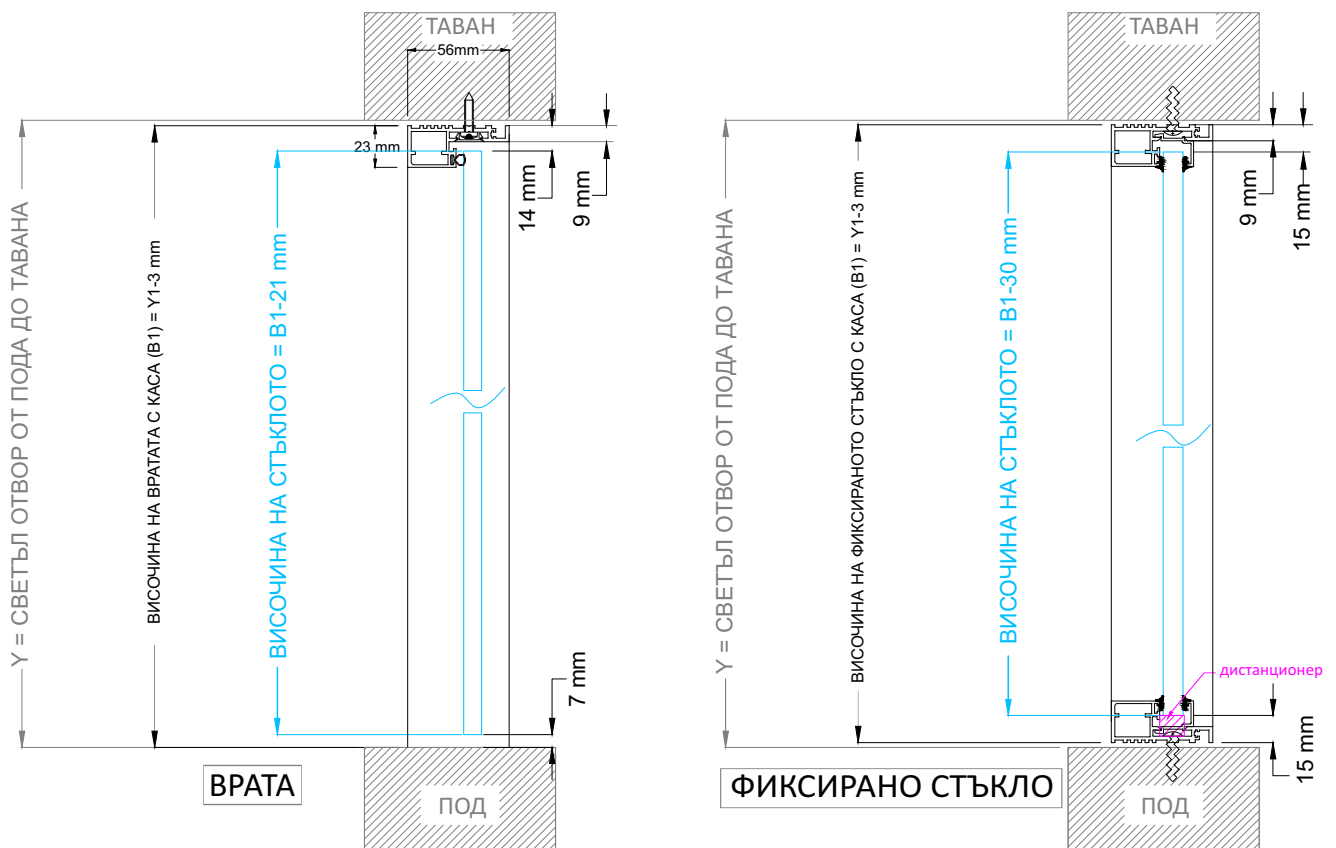 ТАВАН
56mm
23 mm
14 mm
9 mm
Y = СВЕТЪЛ ОТВОР ОТ ПОДА ДО ТАВАНА
ВИСОЧИНА НА ВРАТАТА С КАСА (B1) = Y1-3 mm
ВИСОЧИНА НА СТЪКЛОТО = B1-21 mm
7 mm
ВРАТА
ПОД
ТАВАН
9 mm
15 mm
Y = СВЕТЪЛ ОТВОР ОТ ПОДА ДО ТАВАНА
ВИСОЧИНА НА ФИКСИРАНОТО СТЪКЛО С КАСА (B1) = Y1-3 mm
ВИСОЧИНА НА СТЪКЛОТО = B1-30 mm
дистанционер
15 mm
ФИКСИРАНО СТЪКЛО
ПОД